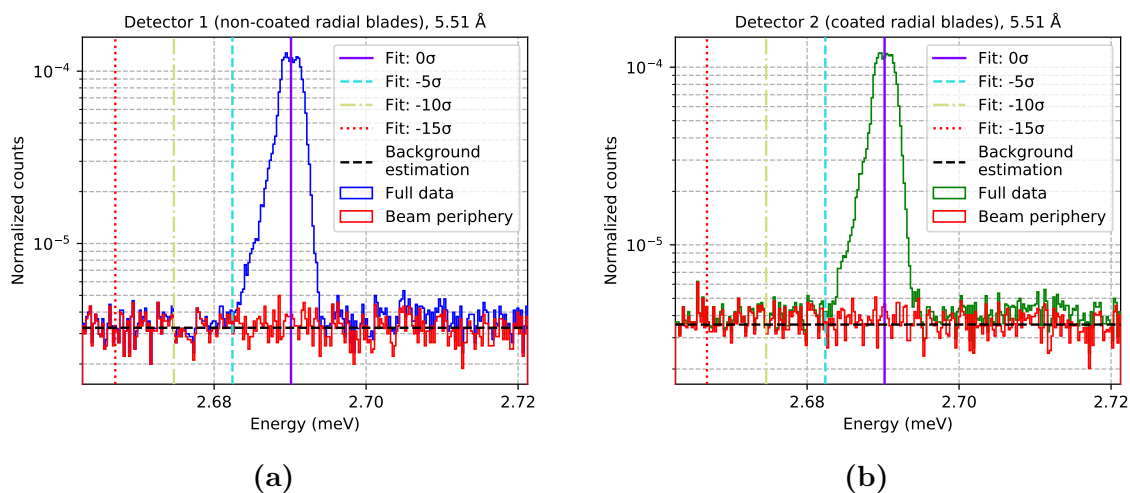 Detector 1 (non-coated radial blades), 5.51 Å
Normalized counts
10⁻⁴
10⁻⁵
Fit: 0σ
Fit: -5σ
Fit: -10σ
Fit: -15σ
Background
estimation
Full data
Beam periphery
2.68
2.70
2.72
Energy (meV)
(a)
Detector 2 (coated radial blades), 5.51 Å
Normalized counts
10⁻⁴
10⁻⁵
Fit: 0σ
Fit: -5σ
Fit: -10σ
Fit: -15σ
Background
estimation
Full data
Beam periphery
2.68
2.70
2.72
Energy (meV)
(b)